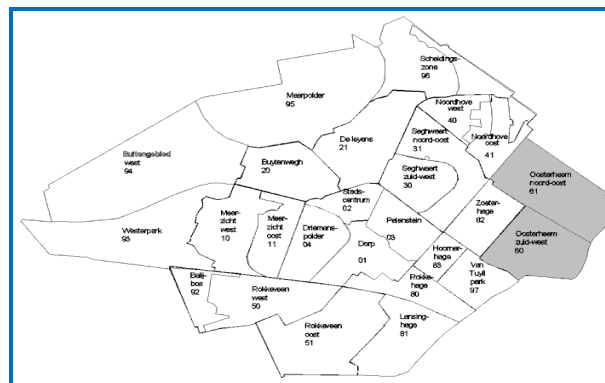 Scheidings-
zone
96
Meerpolder
95
Noordhove
west
40
Noordhove
oost
41
De leyens
21
Seghwaert
noord-oost
31
Buitengebied
west
94
Buytenwegh
20
Seghwaert
zuid-west
30
Oosterheem
noord-oost
61
Stads-
centrum
02
Zoeter-
hage
82
Westerpark
93
Meer-
zicht
west
10
Meer-
zicht
oost
11
Driemans-
polder
04
Palenstein
03
Dorp
01
Oosterheem
zuid-west
60
Hoorner-
hage
83
Van
Tuyll
park
97
Balij-
bos
92
Rokkeveen
west
50
Rokke-
hage
80
Rokkeveen
oost
51
Lansing-
hage
81